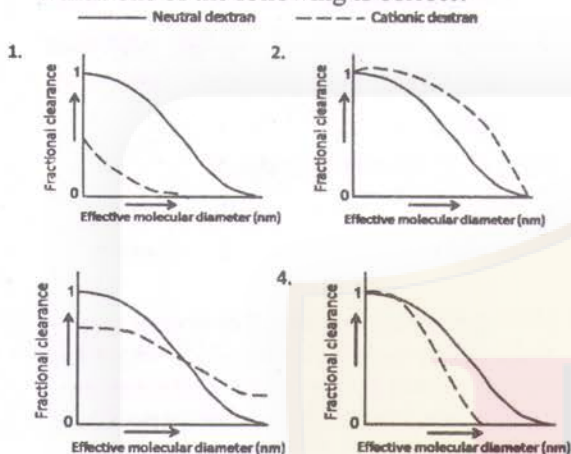 Neutral dextran Cationic dextran
1.
Fractional clearance
1
0
Effective molecular diameter (nm)
2.
Fractional clearance
1
0
Effective molecular diameter (nm)
Fractional clearance
1
0
Effective molecular diameter (nm)
4.
Fractional clearance
1
0
Effective molecular diameter (nm)